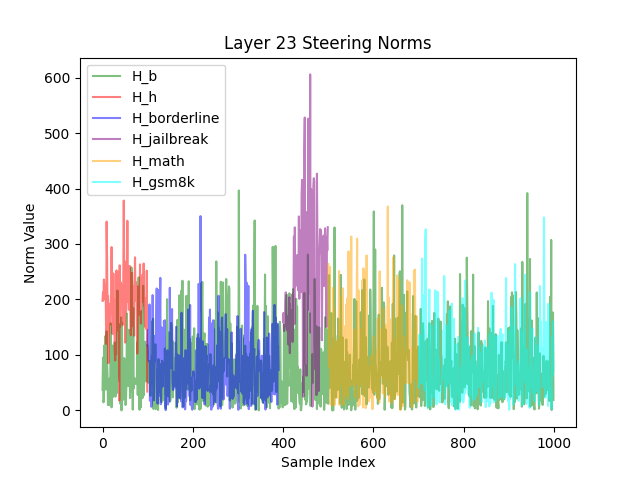 Layer 23 Steering Norms
H_b
H_h
H_borderline
H_jailbreak
H_math
H_gsm8k
Norm Value
600
500
400
300
200
100
0
0 200 400 600 800 1000
Sample Index